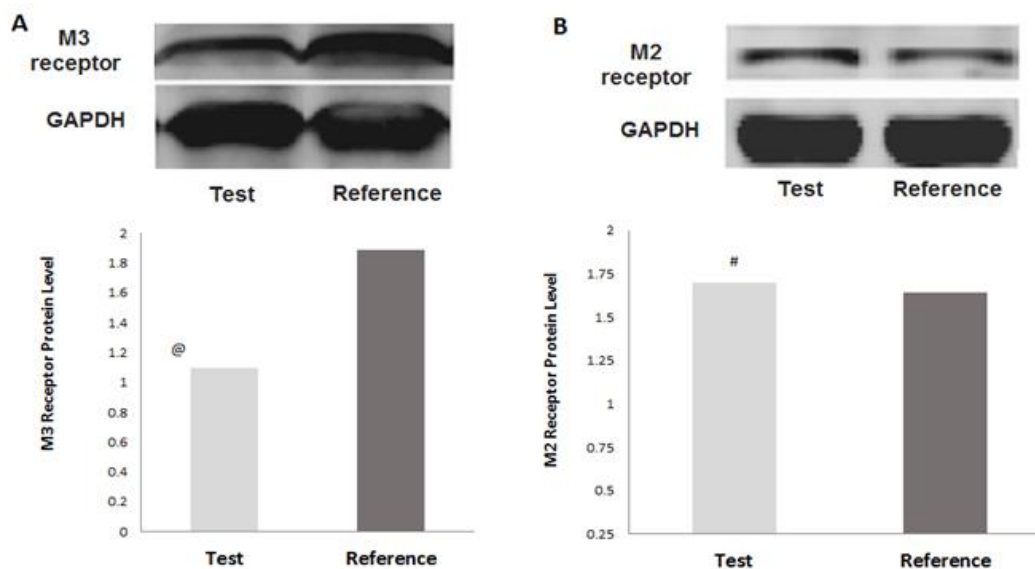 A
M3
receptor
GAPDH
Test Reference
M3 Receptor Protein Level
2
1.8
1.6
1.4
1.2
1
0.8
0.6
0.4
0.2
0
@
Test Reference
B
M2
receptor
GAPDH
Test Reference
M2 Receptor Protein Level
2
1.75
1.5
1.25
1
0.75
0.5
0.25
#
Test Reference